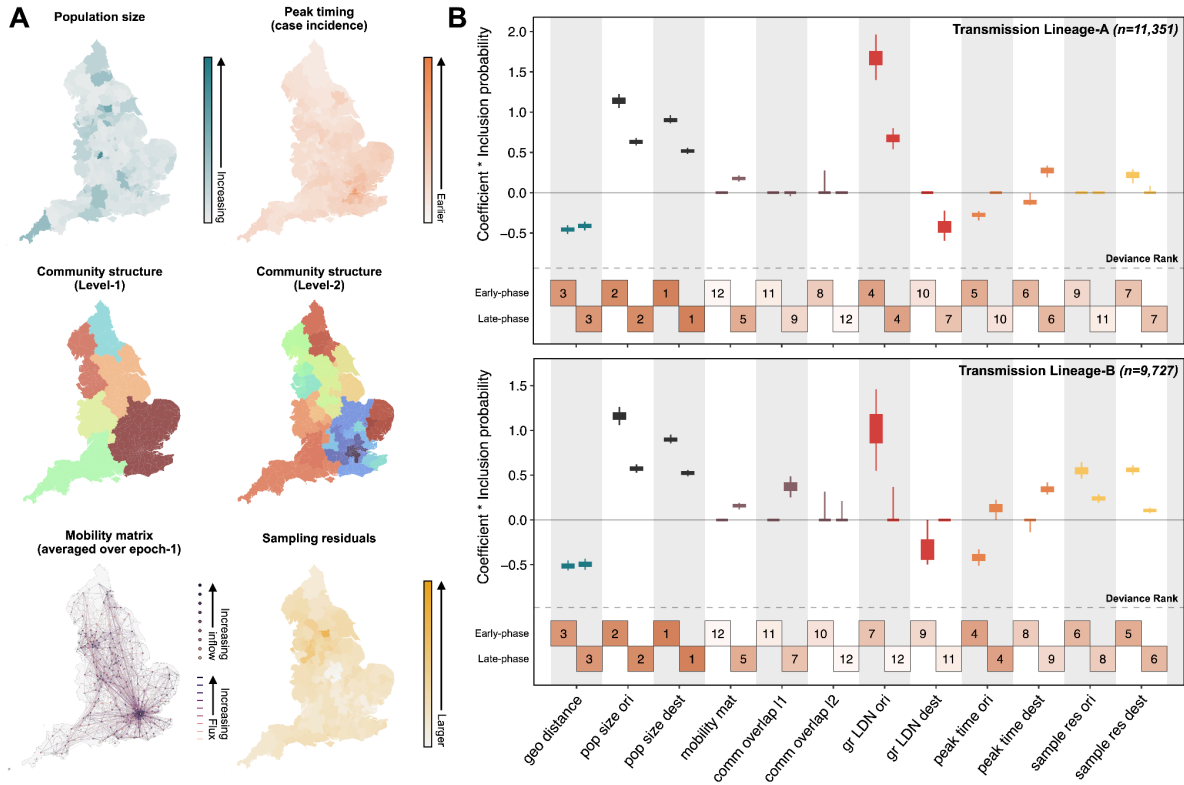 A
Population size
Increasing
Peak timing
(case incidence)
Earlier
Community structure
(Level-1)
Community structure
(Level-2)
Mobility matrix
(averaged over epoch-1)
Increasing
inflow
Increasing
Flux
Sampling residuals
Larger
B
Transmission Lineage-A (n=11,351)
Coefficient * Inclusion probability
2.0
1.5
1.0
0.5
0.0
−0.5
Deviance Rank
Early-phase
3 2 1 12 11 8 4 10 5 6 9 7
Late-phase
3 2 1 5 9 12 4 7 10 6 11 7
Transmission Lineage-B (n=9,727)
Coefficient * Inclusion probability
1.5
1.0
0.5
0.0
−0.5
Deviance Rank
Early-phase
3 2 1 12 11 10 7 9 4 8 6 5
Late-phase
3 2 1 5 7 12 12 11 4 9 8 6
geo distance
pop size ori
pop size dest
mobility mat
comm overlap l1
comm overlap l2
gr LDN ori
gr LDN dest
peak time ori
peak time dest
sample res ori
sample res dest